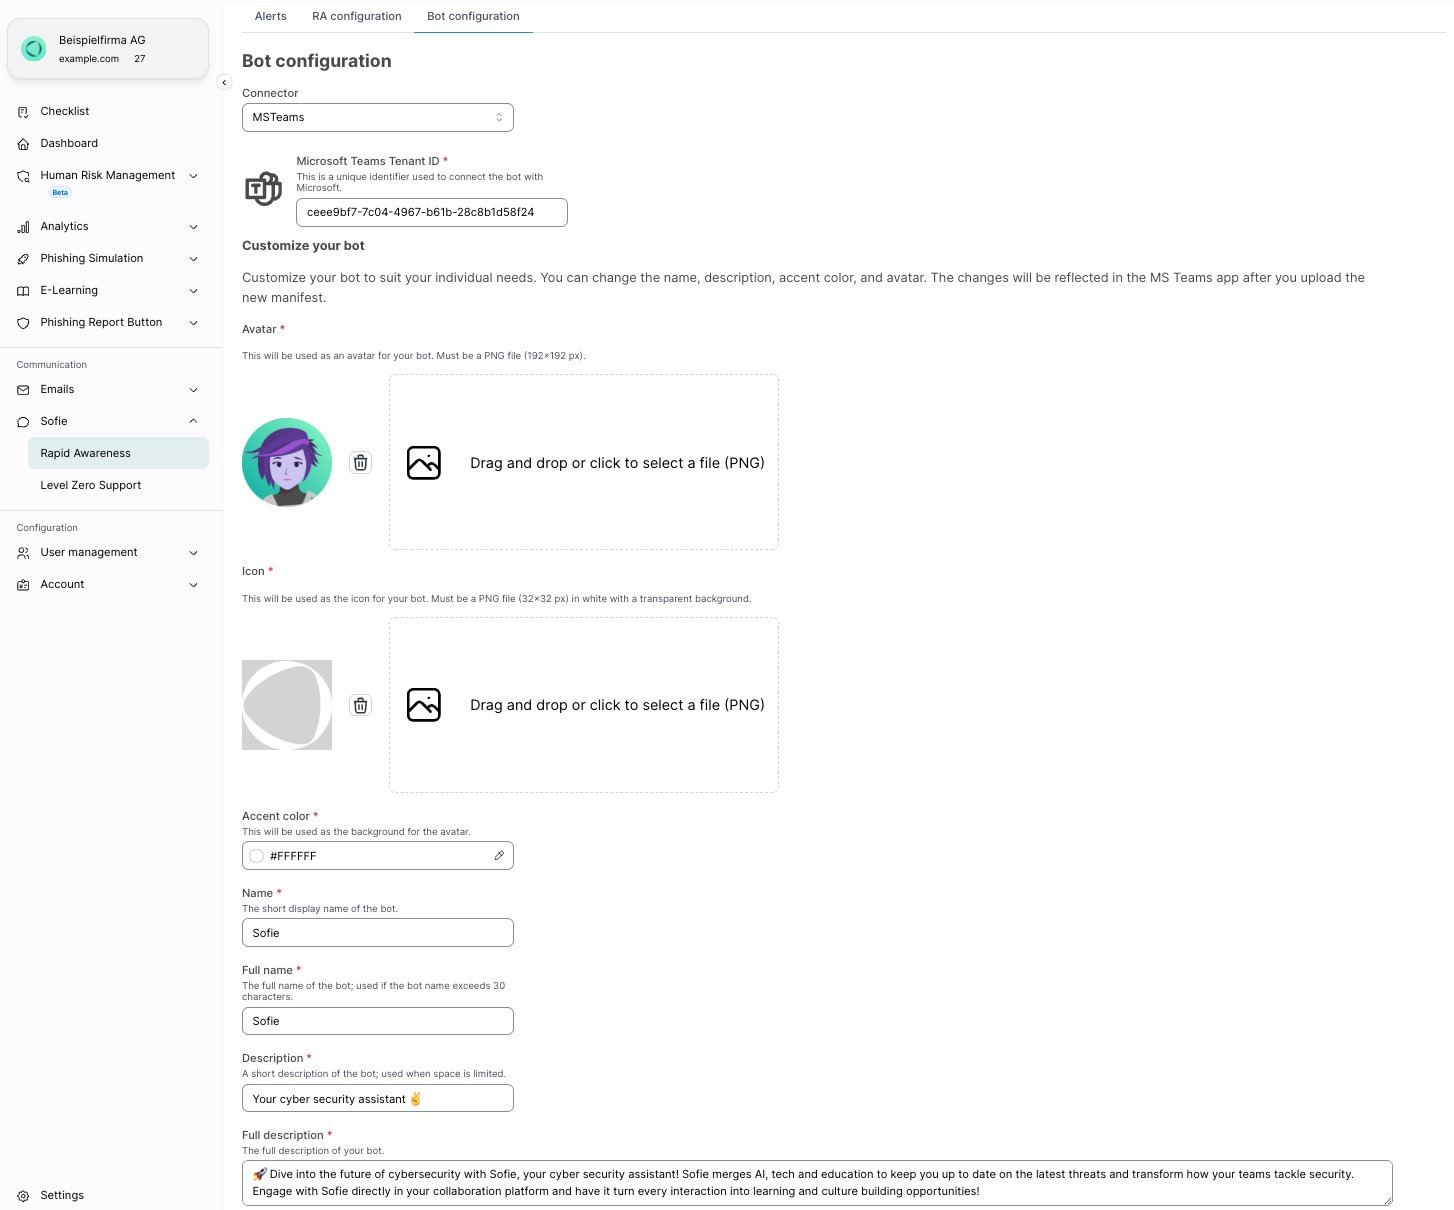 Beispielfirma AG
example.com 27
Checklist
Dashboard
Human Risk Management
Beta
Analytics
Phishing Simulation
E-Learning
Phishing Report Button
Communication
Emails
Sofie
Rapid Awareness
Level Zero Support
Configuration
User management
Account
Settings
Alerts RA configuration Bot configuration
Bot configuration
Connector
MSTeams
Microsoft Teams Tenant ID *
This is a unique identifier used to connect the bot with
Microsoft.
ceee9bf7-7c04-4967-b61b-28c8b1d58f24
Customize your bot
Customize your bot to suit your individual needs. You can change the name, description, accent color, and avatar. The changes will be reflected in the MS Teams app after you upload the
new manifest.
Avatar *
This will be used as an avatar for your bot. Must be a PNG file (192×192 px).
Drag and drop or click to select a file (PNG)
Icon *
This will be used as the icon for your bot. Must be a PNG file (32×32 px) in white with a transparent background.
Drag and drop or click to select a file (PNG)
Accent color *
This will be used as the background for the avatar.
#FFFFFF
Name *
The short display name of the bot.
Sofie
Full name *
The full name of the bot; used if the bot name exceeds 30
characters.
Sofie
Description *
A short description of the bot; used when space is limited.
Your cyber security assistant ✌️
Full description *
The full description of your bot.
🚀 Dive into the future of cybersecurity with Sofie, your cyber security assistant! Sofie merges AI, tech and education to keep you up to date on the latest threats and transform how your teams tackle security.
Engage with Sofie directly in your collaboration platform and have it turn every interaction into learning and culture building opportunities!